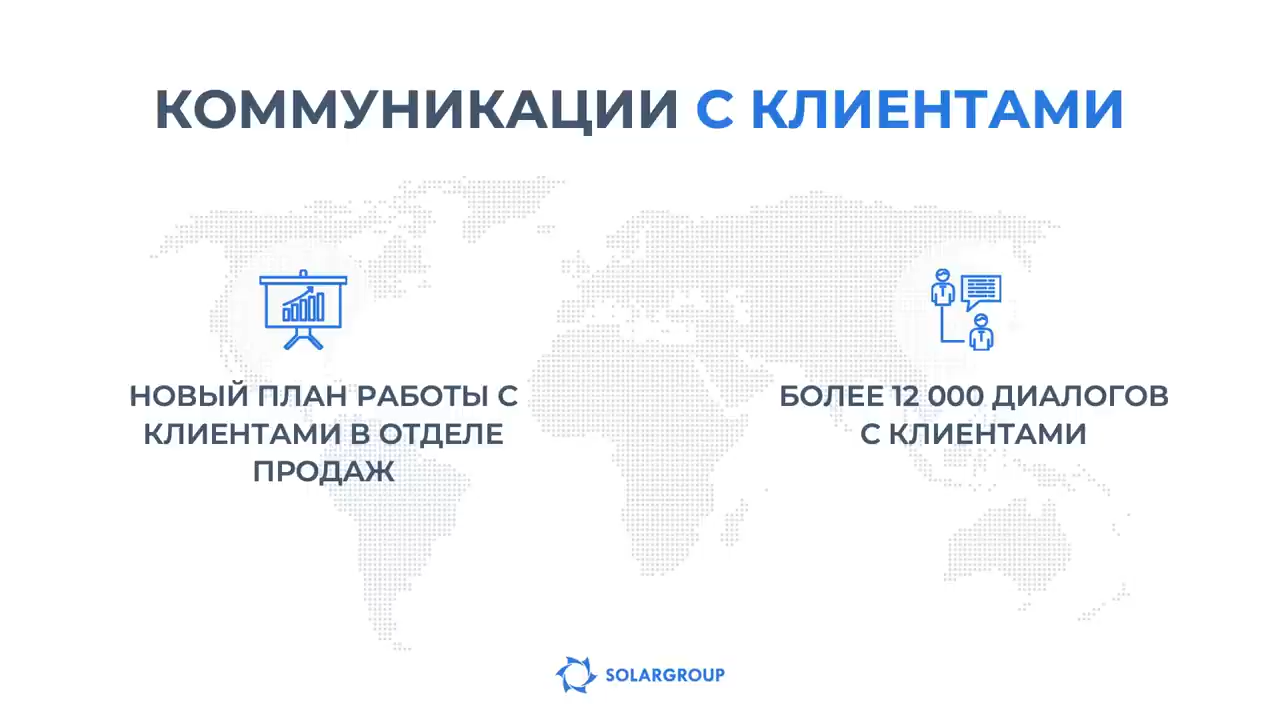 КОММУНИКАЦИИ С КЛИЕНТАМИ
НОВЫЙ ПЛАН РАБОТЫ С
КЛИЕНТАМИ В ОТДЕЛЕ
ПРОДАЖ
БОЛЕЕ 12 000 ДИАЛОГОВ
С КЛИЕНТАМИ
SOLARGROUP